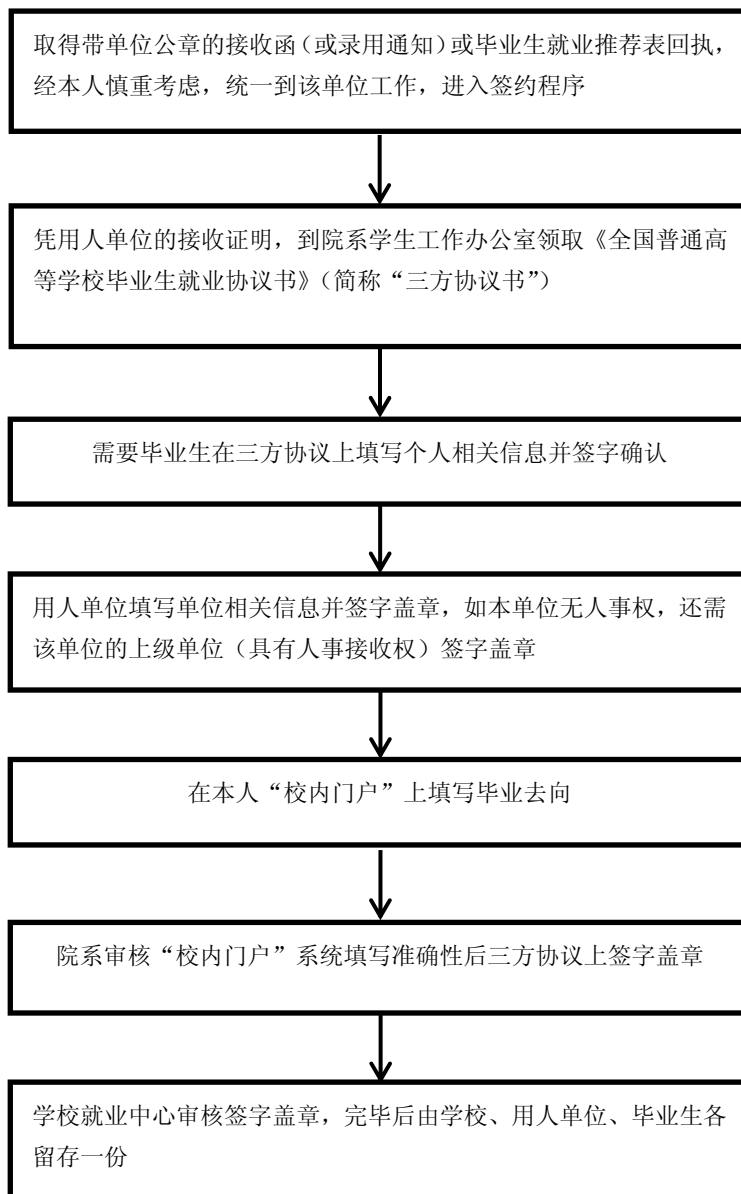 取得带单位公章的接收函（或录用通知）或毕业生就业推荐表回执，
经本人慎重考虑，统一到该单位工作，进入签约程序
凭用人单位的接收证明，到院系学生工作办公室领取《全国普通高
等学校毕业生就业协议书》（简称“三方协议书”）
需要毕业生在三方协议上填写个人相关信息并签字确认
用人单位填写单位相关信息并签字盖章，如本单位无人事权，还需
该单位的上级单位（具有人事接收权）签字盖章
在本人“校内门户”上填写毕业去向
院系审核“校内门户”系统填写准确性后三方协议上签字盖章
学校就业中心审核签字盖章，完毕后由学校、用人单位、毕业生各
留存一份